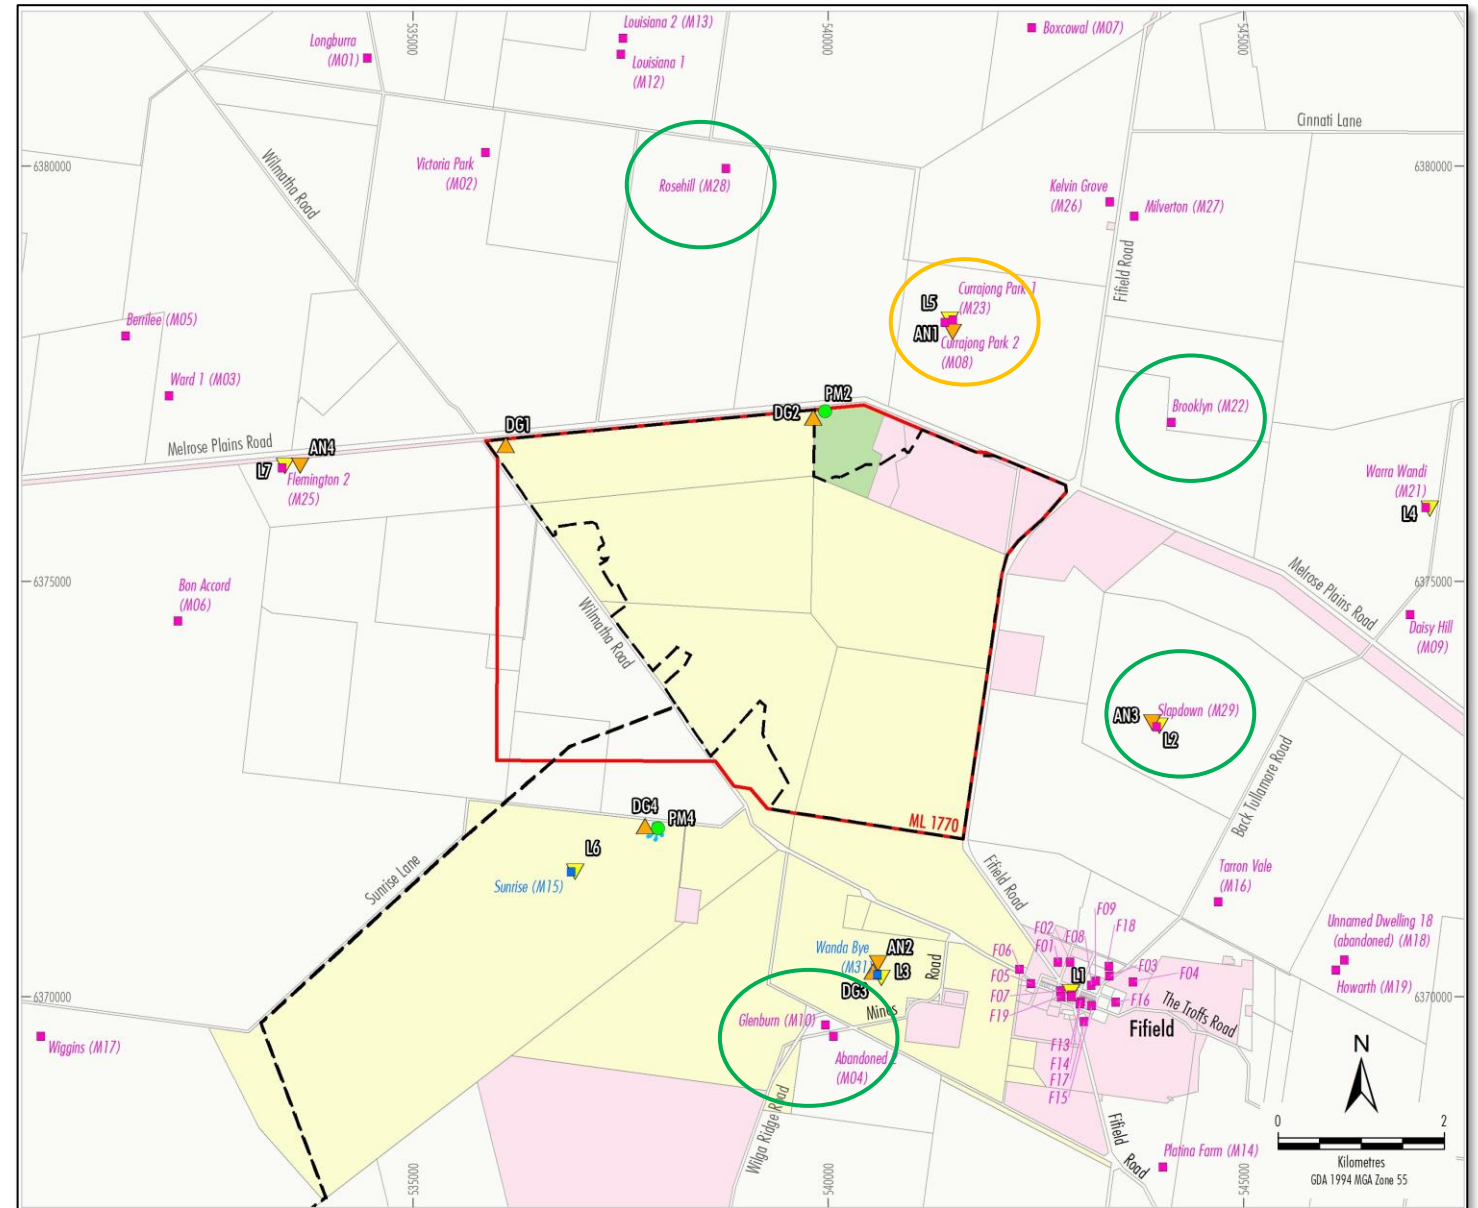 535000
540000
545000
Longburra
(M01)
Louisiana 2 (M13)
Louisiana 1
(M12)
Boxcowal (M07)
Cinnati Lane
6380000
6380000
Wilmatha Road
Victoria Park
(M02)
Rosehill (M28)
Kelvin Grove
(M26)
Milverton (M27)
Fifield Road
L5
Currajong Park 1
(M23)
AN1
Currajong Park 2
(M08)
Berrilee (M05)
Ward 1 (M03)
Brooklyn (M22)
PM2
DG2
DG1
Melrose Plains Road
AN4
L7
Flemington 2
(M25)
Warra Wandi
(M21)
L4
6375000
6375000
Bon Accord
(M06)
Wilmatha Road
Melrose Plains Road
Daisy Hill
(M09)
AN3
Slapdown (M29)
L2
Back Tullamore Road
DG4
PM4
ML 1770
L6
Sunrise (M15)
Sunrise Lane
Fifield Road
Tarron Vale
(M16)
F09
F02
F18
F01
F08
Unnamed Dwelling 18
(abandoned) (M18)
Wanda Bye
(M31)
AN2
L3
DG3
Road
F06
F05
L1
F03
F04
F07
F16
F19
Howarth (M19)
6370000
6370000
Mines
The Troffs Road
Fifield
Glenburn (M10)
Abandoned 2
(M04)
Wiggins (M17)
F13
F14
F17
F15
N
Wilga Ridge Road
Fifield Road
Platina Farm (M14)
0
2
Kilometres
GDA 1994 MGA Zone 55
535000
540000
545000